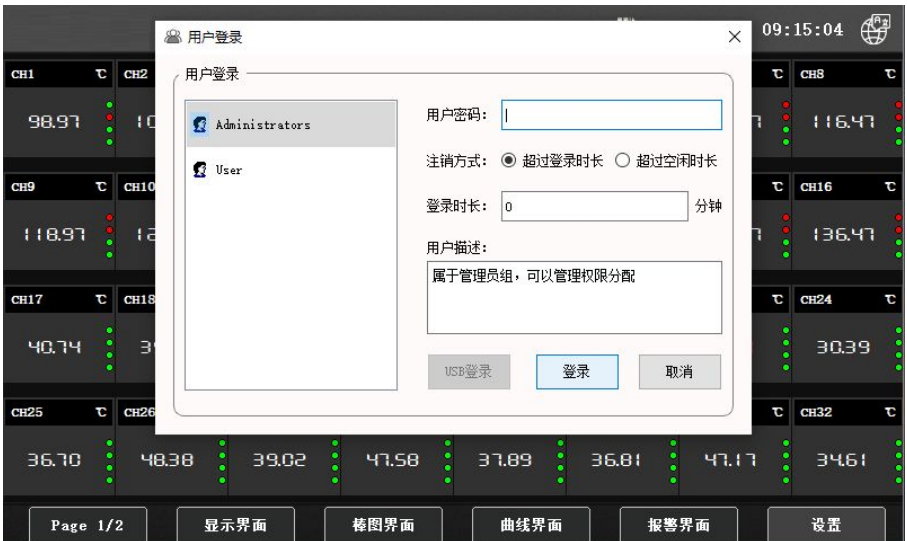 09:15:04
用户登录
用户登录
Administrators
User
用户密码:
注销方式: 超过登录时长 超过空闲时长
登录时长: 0 分钟
用户描述:
属于管理员组，可以管理权限分配
USB登录 登录 取消
CH1 ℃ CH2 ℃ CH8 ℃
98.97 116.47
CH9 ℃ CH10 ℃ CH16 ℃
118.97 136.47
CH17 ℃ CH18 ℃ CH24 ℃
40.74 30.39
CH25 ℃ CH26 ℃ CH32 ℃
36.70 48.38 39.02 47.58 37.89 36.81 47.17 34.61
Page 1/2 显示界面 棒图界面 曲线界面 报警界面 设置